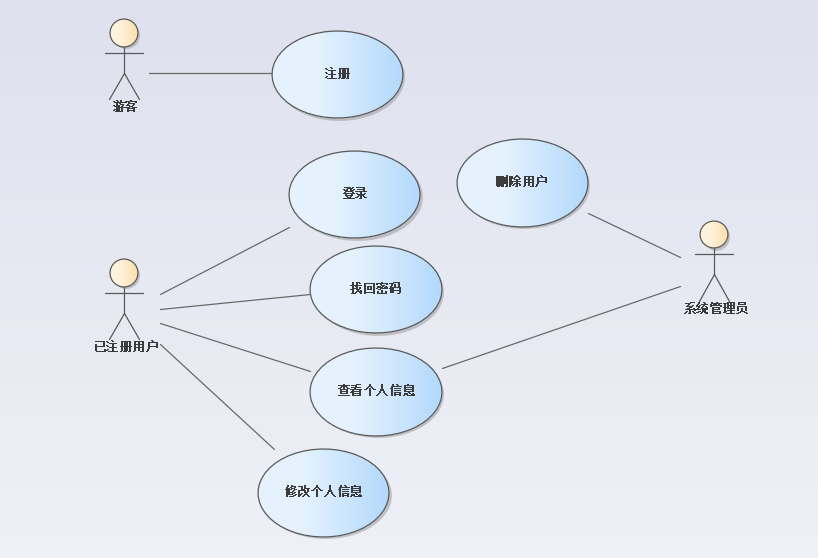 注册
游客
删除用户
登录
找回密码
系统管理员
已注册用户
查看个人信息
修改个人信息